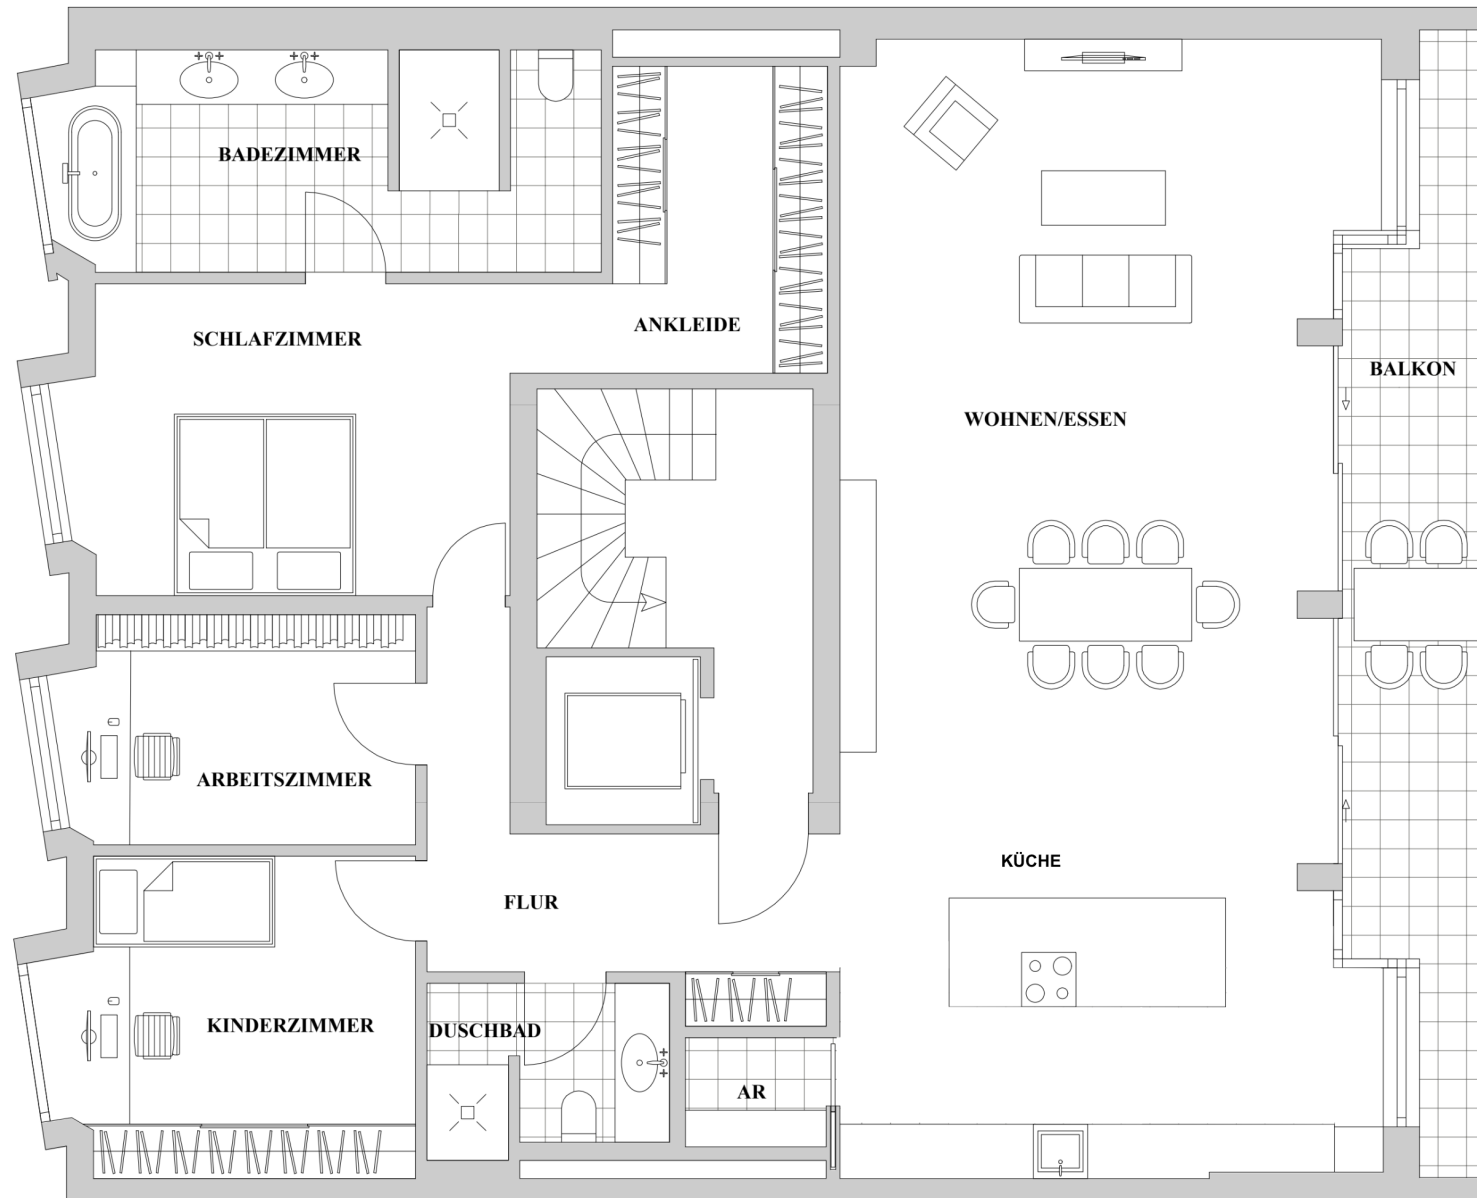 BADEZIMMER
SCHLAFZIMMER
ANKLEIDE
BALKON
WOHNEN/ESSEN
ARBEITSZIMMER
KÜCHE
FLUR
KINDERZIMMER
DUSCHBAD
AR